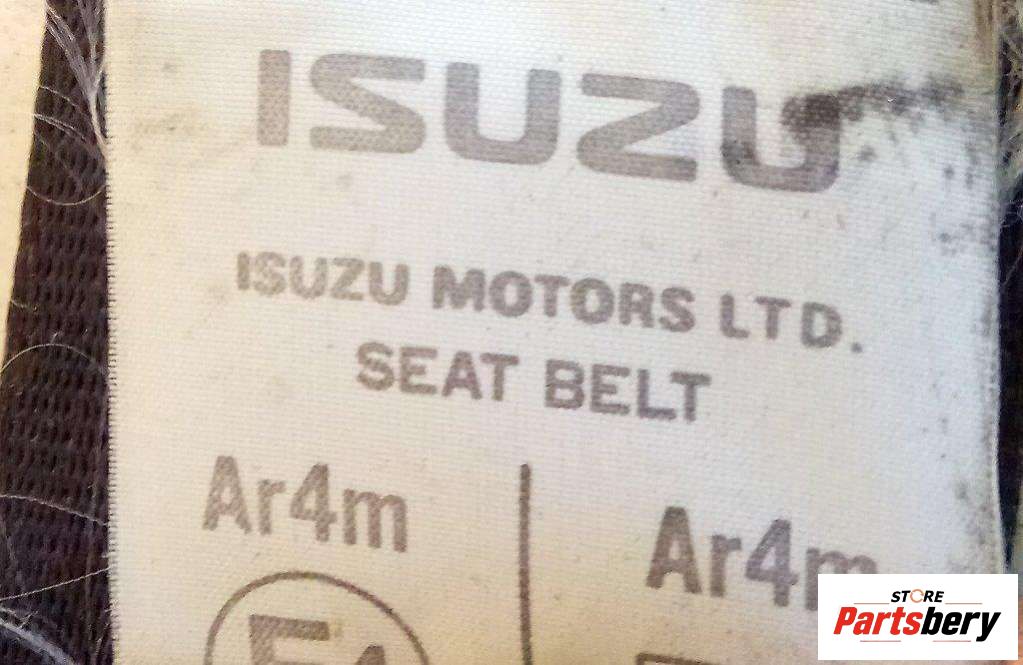 ISUZU
ISUZU MOTORS LTD.
SEAT BELT
Ar4m
Ar4m
STORE
Partsbery